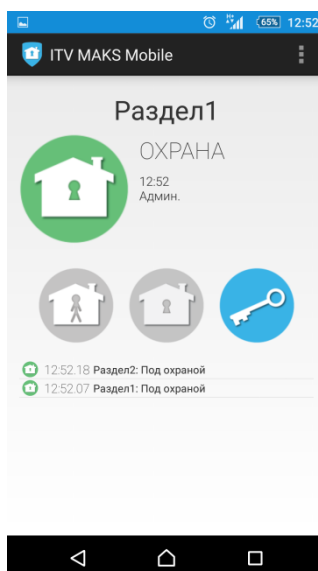 65% 12:52
ITV MAKS Mobile
Раздел1
ОХРАНА
12:52
Админ.
12:52.18 Раздел2: Под охраной
12:52.07 Раздел1: Под охраной